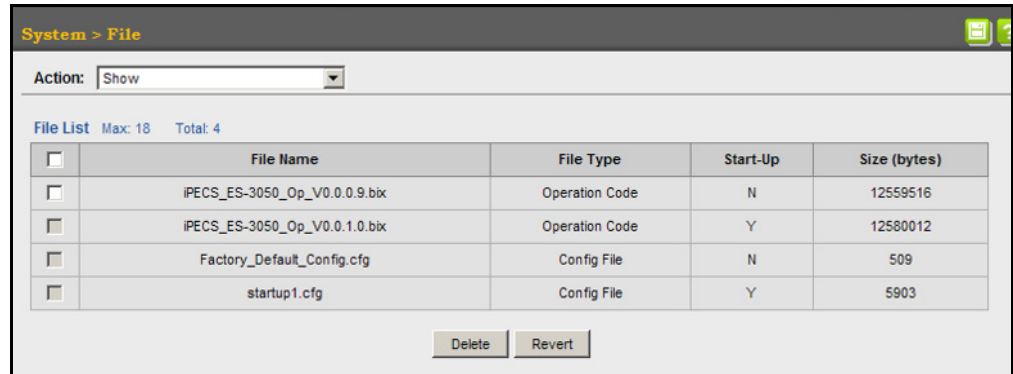 System > File
?
Action: Show
File List Max: 18 Total: 4
File Name File Type Start-Up Size (bytes)
iPECS_ES-3050_Op_V0.0.0.9.bix Operation Code N 12559516
iPECS_ES-3050_Op_V0.0.1.0.bix Operation Code Y 12580012
Factory_Default_Config.cfg Config File N 509
startup1.cfg Config File Y 5903
Delete Revert